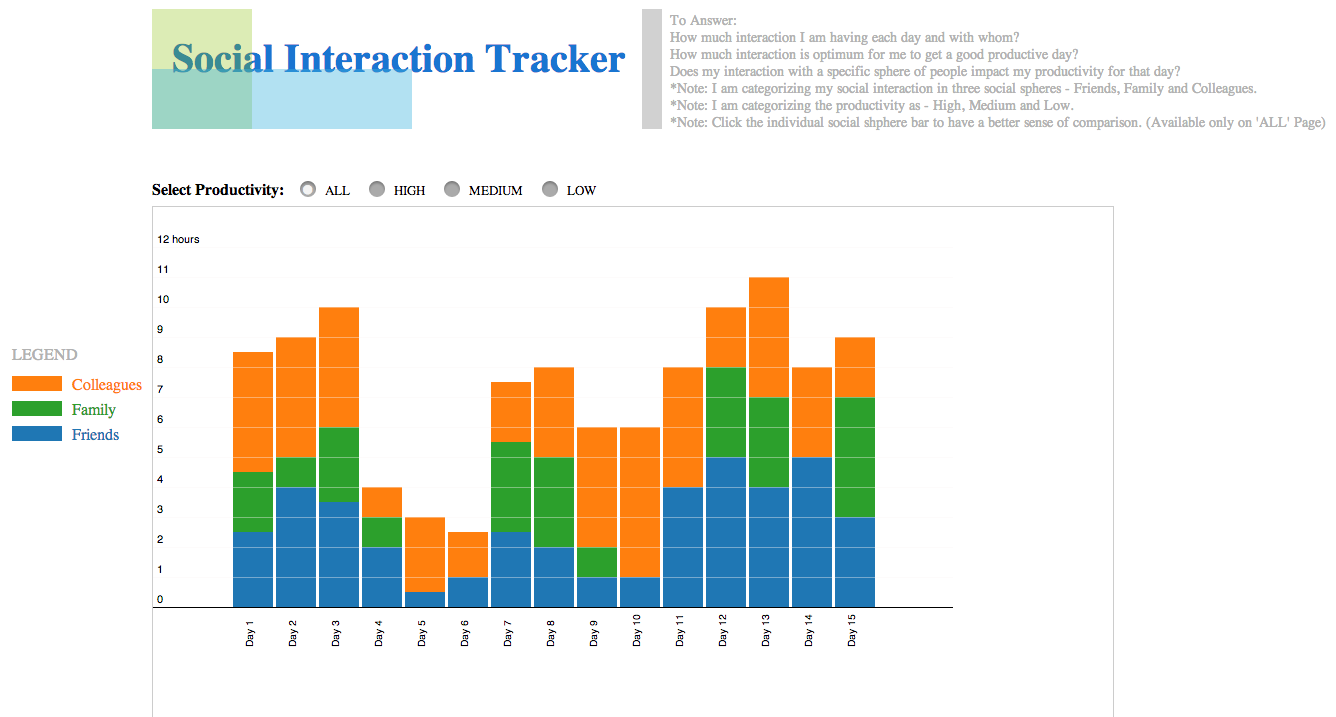 Social Interaction Tracker
To Answer:
How much interaction I am having each day and with whom?
How much interaction is optimum for me to get a good productive day?
Does my interaction with a specific sphere of people impact my productivity for that day?
*Note: I am categorizing my social interaction in three social spheres - Friends, Family and Colleagues.
*Note: I am categorizing the productivity as - High, Medium and Low.
*Note: Click the individual social shphere bar to have a better sense of comparison. (Available only on 'ALL' Page)
Select Productivity: ALL HIGH MEDIUM LOW
LEGEND
Colleagues
Family
Friends
12 hours
11
10
9
8
7
6
5
4
3
2
1
0
Day 1
Day 2
Day 3
Day 4
Day 5
Day 6
Day 7
Day 8
Day 9
Day 10
Day 11
Day 12
Day 13
Day 14
Day 15